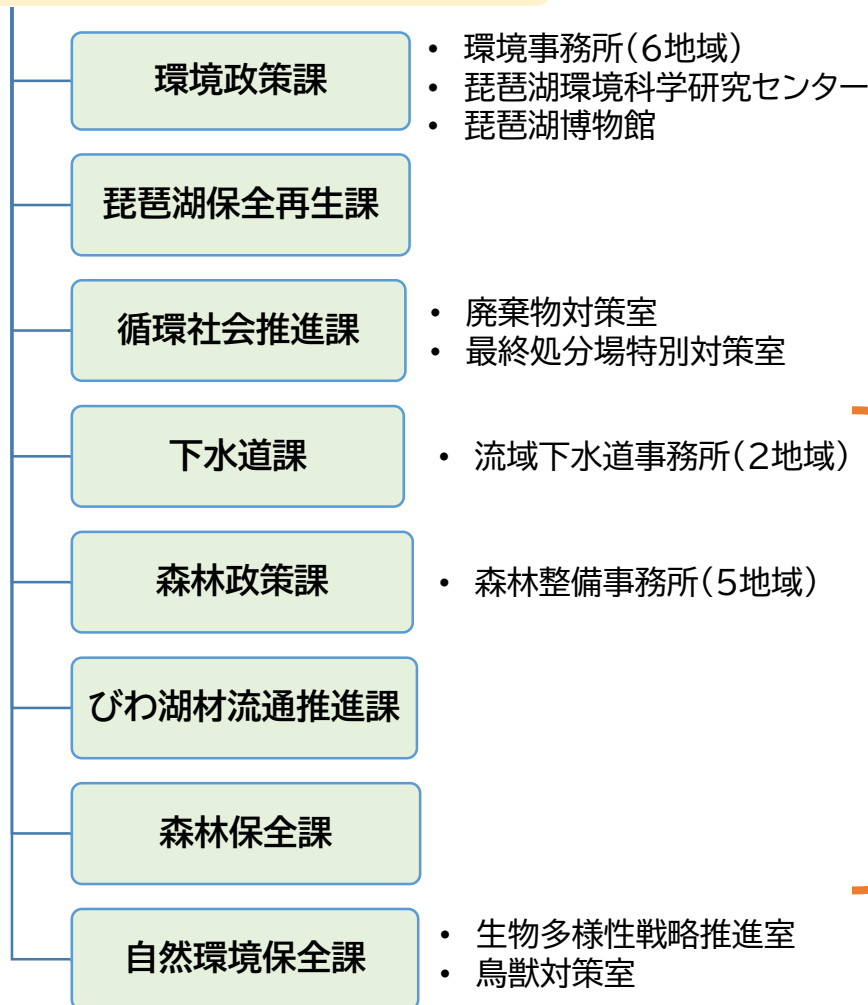 環境政策課
• 環境事務所(6地域)
• 琵琶湖環境科学研究センター
• 琵琶湖博物館
琵琶湖保全再生課
循環社会推進課
• 廃棄物対策室
• 最終処分場特別対策室
下水道課
• 流域下水道事務所(2地域)
森林政策課
• 森林整備事務所(5地域)
びわ湖材流通推進課
森林保全課
自然環境保全課
• 生物多様性戦略推進室
• 鳥獣対策室